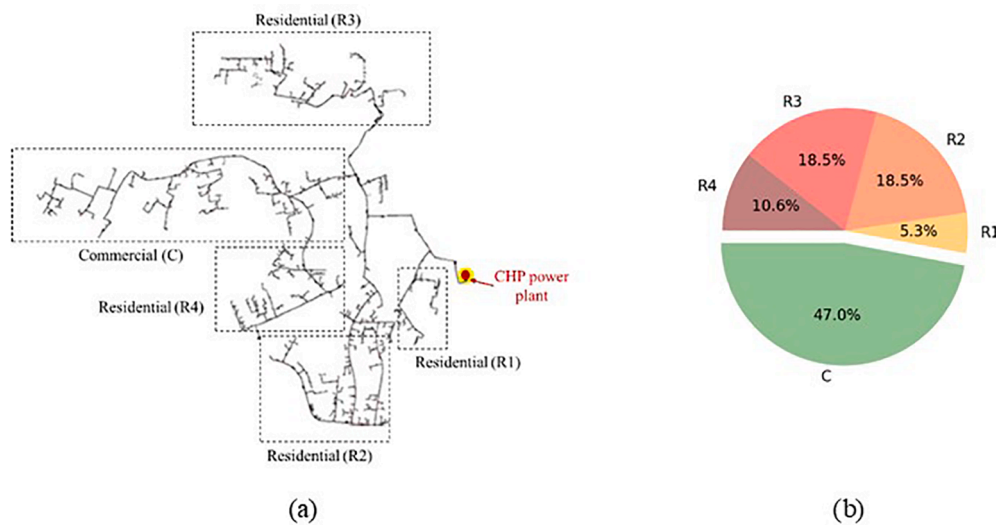 Residential (R3)
Commercial (C)
Residential (R4)
CHP power
plant
Residential (R1)
Residential (R2)
(a)
R3
R2
R4
R1
18.5%
18.5%
10.6%
5.3%
47.0%
C
(b)